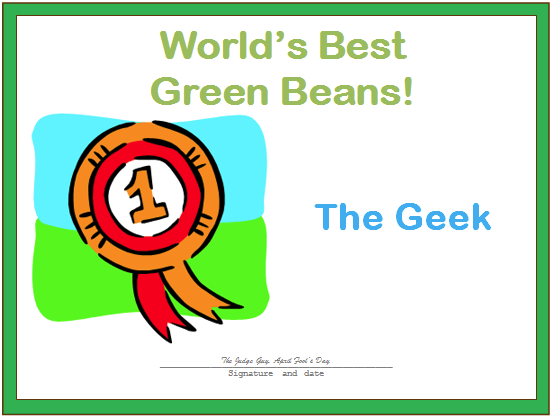 World's Best
Green Beans!
1
The Geek
The Judge Guy, April Fool's Day
Signature and date